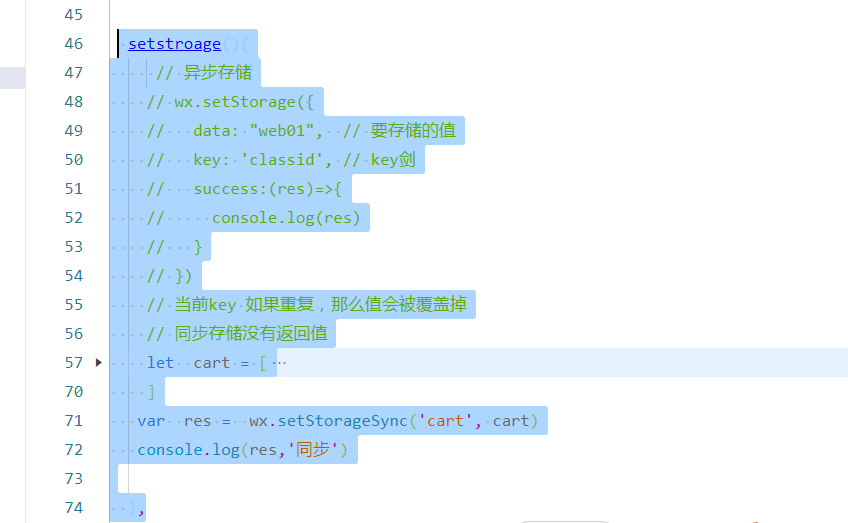 45
46 setstroage(){
47 // 异步存储
48 // wx.setStorage({
49 //   data: "web01",  // 要存储的值
50 //   key: 'classid', // key剑
51 //   success:(res)=>{
52 //     console.log(res)
53 //   }
54 // })
55 // 当前key 如果重复，那么值会被覆盖掉
56 // 同步存储没有返回值
57 let  cart = [ …
70 ]
71 var  res =  wx.setStorageSync('cart', cart)
72 console.log(res,'同步')
73
74 },